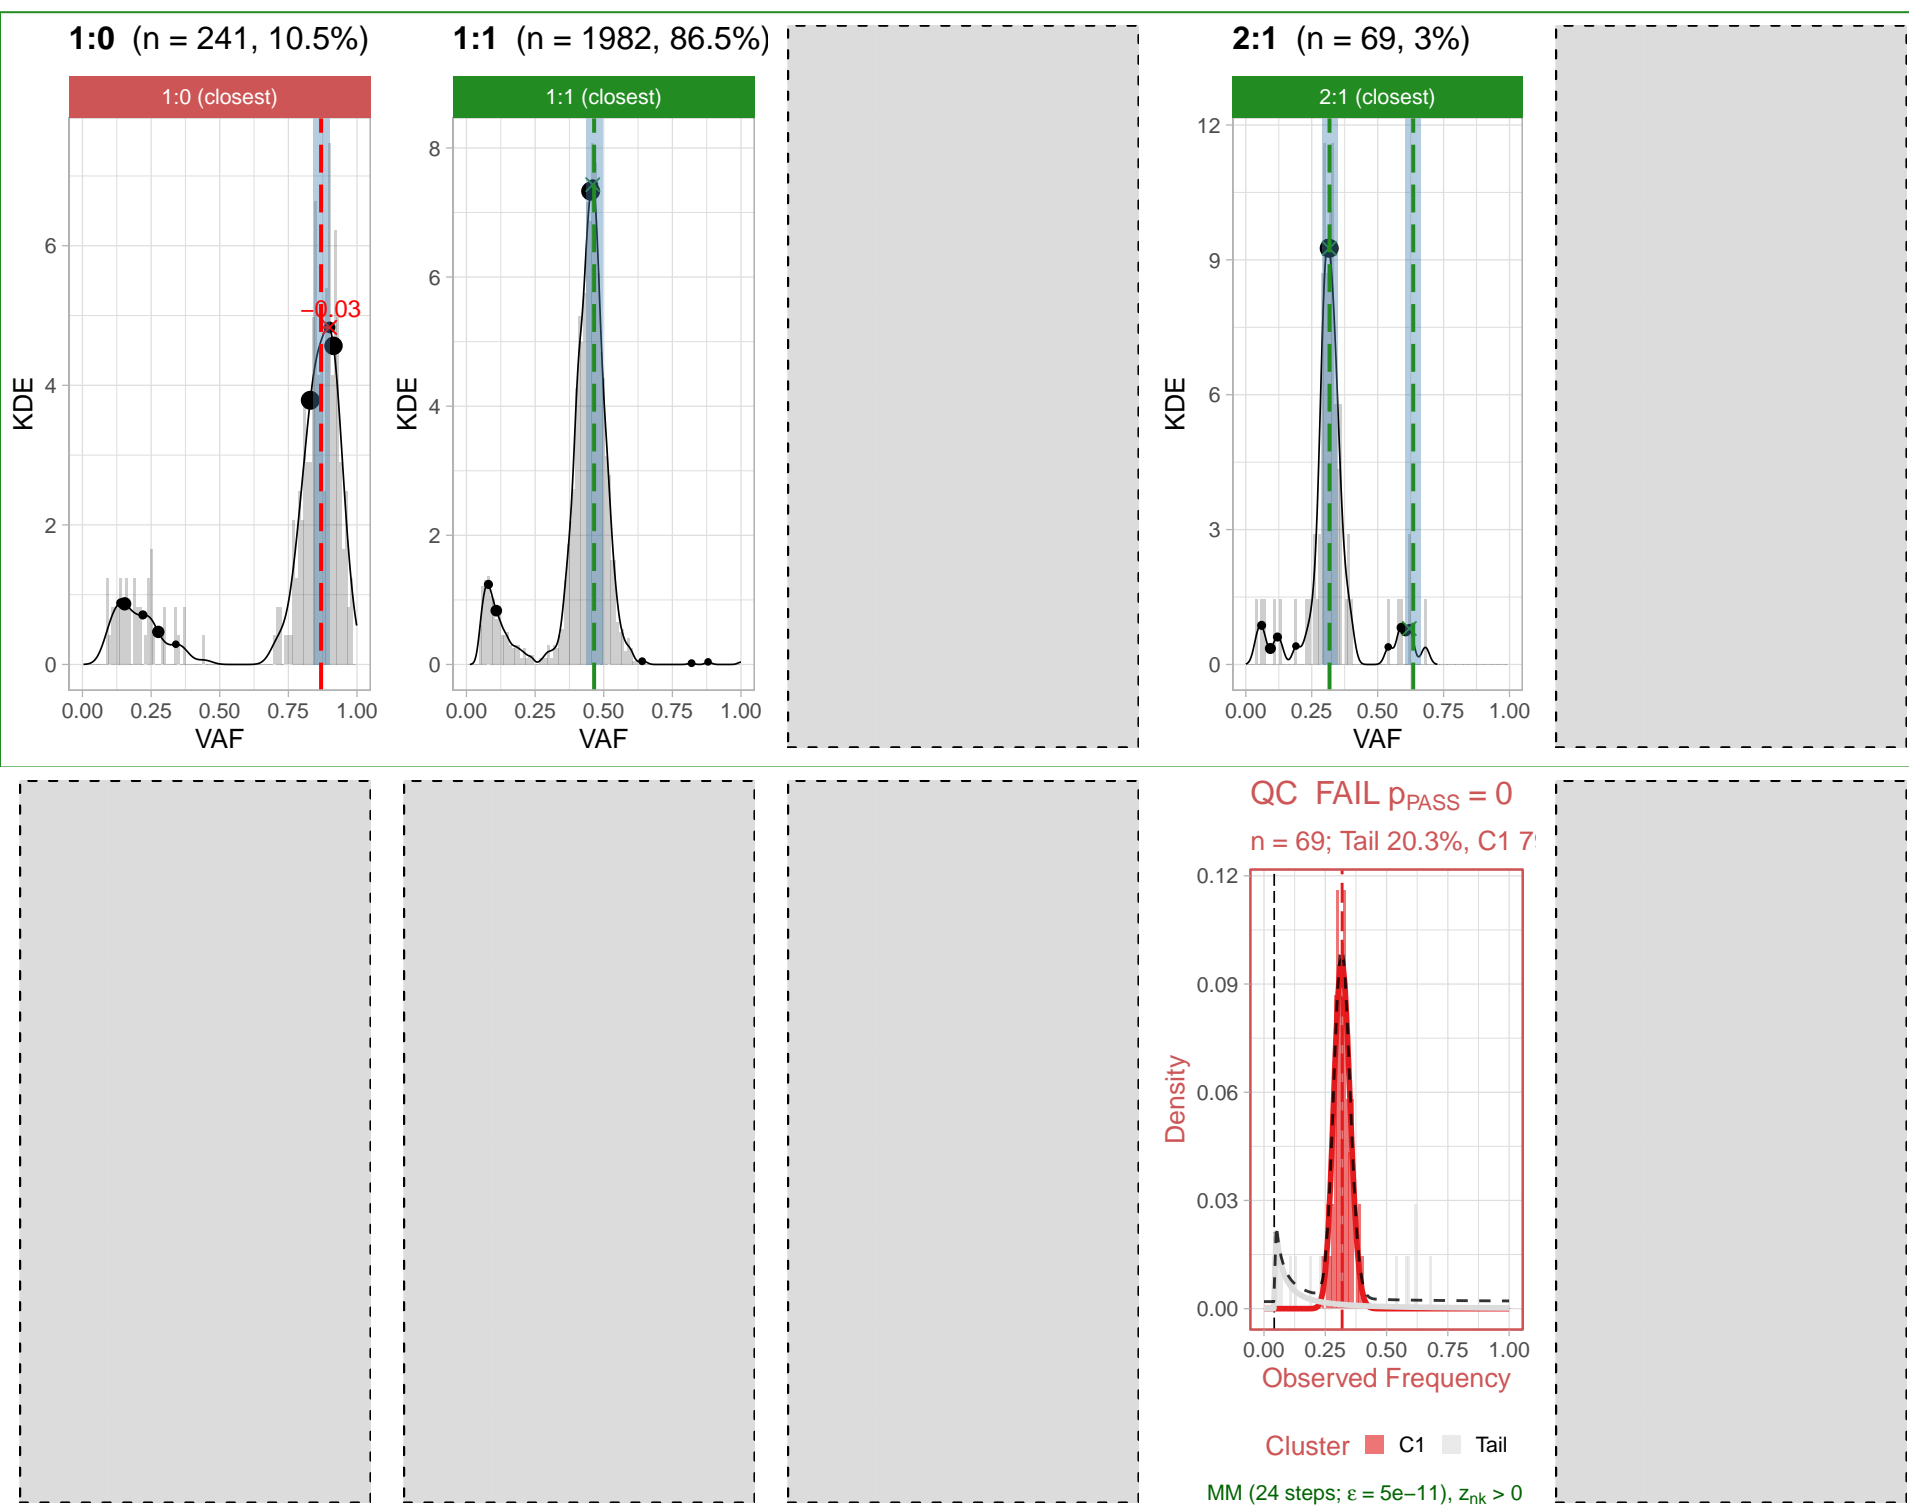 1:0 (n = 241, 10.5%)
1:0 (closest)
−0.03
KDE
6
4
2
0
0.00 0.25 0.50 0.75 1.00
VAF
1:1 (n = 1982, 86.5%)
1:1 (closest)
KDE
8
6
4
2
0
0.00 0.25 0.50 0.75 1.00
VAF
2:1 (n = 69, 3%)
2:1 (closest)
KDE
12
9
6
3
0
0.00 0.25 0.50 0.75 1.00
VAF
QC FAIL pPASS = 0
n = 69; Tail 20.3%, C1 7
Density
0.12
0.09
0.06
0.03
0.00
0.00 0.25 0.50 0.75 1.00
Observed Frequency
Cluster C1 Tail
MM (24 steps; ε = 5e−11), znk > 0